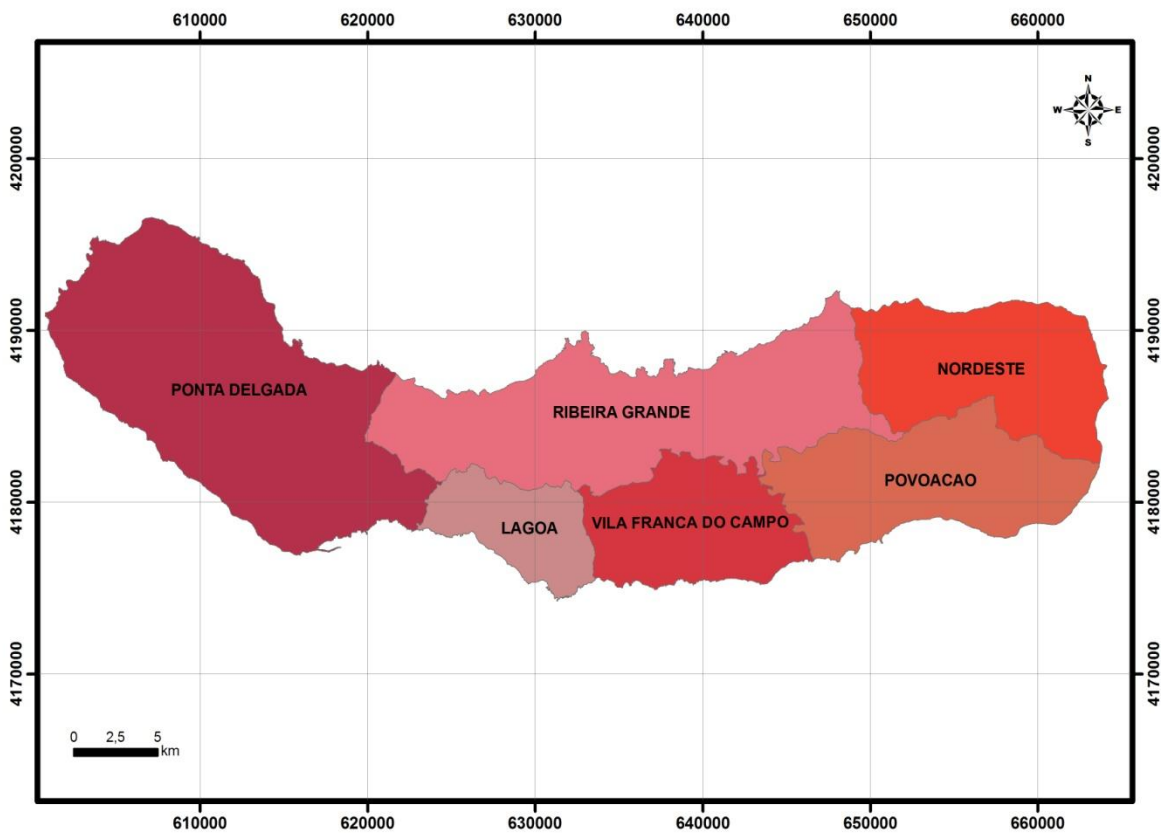 610000 620000 630000 640000 650000 660000
N
W E
S
4200000 4200000
4190000 4190000
NORDESTE
PONTA DELGADA
RIBEIRA GRANDE
POVOACAO
4180000 4180000
VILA FRANCA DO CAMPO
LAGOA
4170000 4170000
0 2,5 5
km
610000 620000 630000 640000 650000 660000